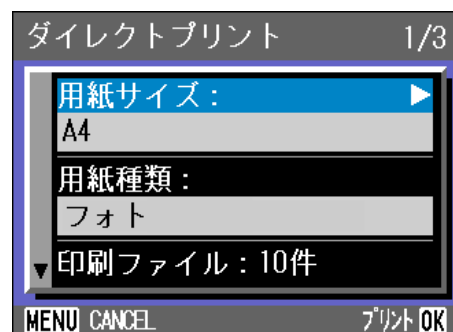 ダイレクトプリント 1/3
用紙サイズ：
A4
用紙種類：
フォト
印刷ファイル：10件
MENU CANCEL プリント OK